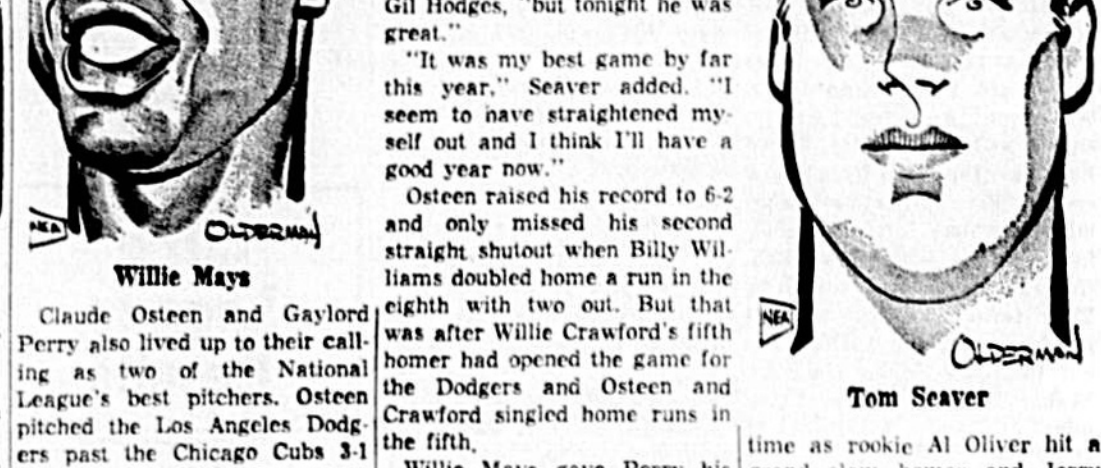 NEA
OLDERMAN
Willie Mays
Claude Osteen and Gaylord
Perry also lived up to their call-
ing as two of the National
League's best pitchers. Osteen
pitched the Los Angeles Dodg-
ers past the Chicago Cubs 3-1
Gil Hodges, "but tonight he was
great."
"It was my best game by far
this year," Seaver added. "I
seem to have straightened my-
self out and I think I'll have a
good year now."
Osteen raised his record to 6-2
and only missed his second
straight shutout when Billy Wil-
liams doubled home a run in the
eighth with two out. But that
was after Willie Crawford's fifth
homer had opened the game for
the Dodgers and Osteen and
Crawford singled home runs in
the fifth.
Willie Mays gave Perry his
NEA
OLDERMAN
Tom Seaver
time as rookie Al Oliver hit a